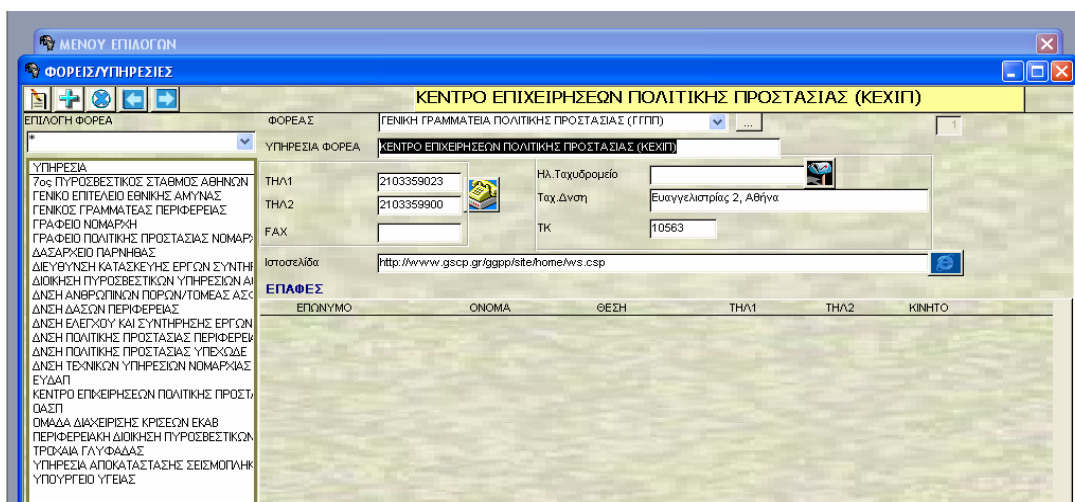 ΜΕΝΟΥ ΕΠΙΛΟΓΩΝ
ΦΟΡΕΙΣ/ΥΠΗΡΕΣΙΕΣ
ΚΕΝΤΡΟ ΕΠΙΧΕΙΡΗΣΕΩΝ ΠΟΛΙΤΙΚΗΣ ΠΡΟΣΤΑΣΙΑΣ (ΚΕΧΙΠ)
ΕΠΙΛΟΓΗ ΦΟΡΕΑ
*
ΦΟΡΕΑΣ
ΓΕΝΙΚΗ ΓΡΑΜΜΑΤΕΙΑ ΠΟΛΙΤΙΚΗΣ ΠΡΟΣΤΑΣΙΑΣ (ΓΓΠΠ)
...
1
ΥΠΗΡΕΣΙΑ ΦΟΡΕΑ
ΚΕΝΤΡΟ ΕΠΙΧΕΙΡΗΣΕΩΝ ΠΟΛΙΤΙΚΗΣ ΠΡΟΣΤΑΣΙΑΣ (ΚΕΧΙΠ)
ΥΠΗΡΕΣΙΑ
7ος ΠΥΡΟΣΒΕΣΤΙΚΟΣ ΣΤΑΘΜΟΣ ΑΘΗΝΩΝ
ΓΕΝΙΚΟ ΕΠΙΤΕΛΕΙΟ ΕΘΝΙΚΗΣ ΑΜΥΝΑΣ
ΓΕΝΙΚΟΣ ΓΡΑΜΜΑΤΕΑΣ ΠΕΡΙΦΕΡΕΙΑΣ
ΓΡΑΦΕΙΟ ΝΟΜΑΡΧΗ
ΓΡΑΦΕΙΟ ΠΟΛΙΤΙΚΗΣ ΠΡΟΣΤΑΣΙΑΣ ΝΟΜΑΡΧ
ΔΑΣΑΡΧΕΙΟ ΠΑΡΝΗΘΑΣ
ΔΙΕΥΘΥΝΣΗ ΚΑΤΑΣΚΕΥΗΣ ΕΡΓΩΝ ΣΥΝΤΗΡ
ΔΙΟΙΚΗΣΗ ΠΥΡΟΣΒΕΣΤΙΚΩΝ ΥΠΗΡΕΣΙΩΝ Α
ΔΝΣΗ ΑΝΘΡΩΠΙΝΩΝ ΠΟΡΩΝ/ΤΟΜΕΑΣ ΑΣΦ
ΔΝΣΗ ΔΑΣΩΝ ΠΕΡΙΦΕΡΕΙΑΣ
ΔΝΣΗ ΕΛΕΓΧΟΥ ΚΑΙ ΣΥΝΤΗΡΗΣΗΣ ΕΡΓΩΝ
ΔΝΣΗ ΠΟΛΙΤΙΚΗΣ ΠΡΟΣΤΑΣΙΑΣ ΠΕΡΙΦΕΡΕΙ
ΔΝΣΗ ΠΟΛΙΤΙΚΗΣ ΠΡΟΣΤΑΣΙΑΣ ΥΠΕΧΩΔΕ
ΔΝΣΗ ΤΕΧΝΙΚΩΝ ΥΠΗΡΕΣΙΩΝ ΝΟΜΑΡΧΙΑΣ
ΕΥΔΑΠ
ΚΕΝΤΡΟ ΕΠΙΧΕΙΡΗΣΕΩΝ ΠΟΛΙΤΙΚΗΣ ΠΡΟΣΤΑ
ΟΑΣΠ
ΟΜΑΔΑ ΔΙΑΧΕΙΡΙΣΗΣ ΚΡΙΣΕΩΝ ΕΚΑΒ
ΠΕΡΙΦΕΡΕΙΑΚΗ ΔΙΟΙΚΗΣΗ ΠΥΡΟΣΒΕΣΤΙΚΩΝ
ΤΡΟΧΑΙΑ ΓΛΥΦΑΔΑΣ
ΥΠΗΡΕΣΙΑ ΑΠΟΚΑΤΑΣΤΑΣΗΣ ΣΕΙΣΜΟΠΛΗΚ
ΥΠΟΥΡΓΕΙΟ ΥΓΕΙΑΣ
ΤΗΛ1 2103359023
ΤΗΛ2 2103359900
FAX
Ηλ.Ταχυδρομείο
Ταχ.Δνση Ευαγγελιστρίας 2, Αθήνα
ΤΚ 10563
Ιστοσελίδα http://www.gscp.gr/ggpp/site/home/ws.csp
ΕΠΑΦΕΣ
ΕΠΩΝΥΜΟ ΟΝΟΜΑ ΘΕΣΗ ΤΗΛ1 ΤΗΛ2 ΚΙΝΗΤΟ